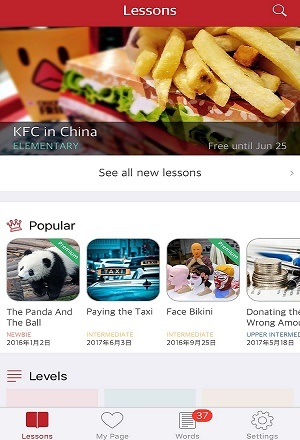 Lessons
KFC in China
ELEMENTARY
Free until Jun 25
See all new lessons
Popular
Premium
Premium
The Panda And
The Ball
NEWBIE
2016年1月2日
Paying the Taxi
INTERMEDIATE
2017年6月3日
Face Bikini
INTERMEDIATE
2016年9月25日
Donating the
Wrong Amou
UPPER INTERMED
2017年5月18日
Levels
37
Lessons
My Page
Words
Settings